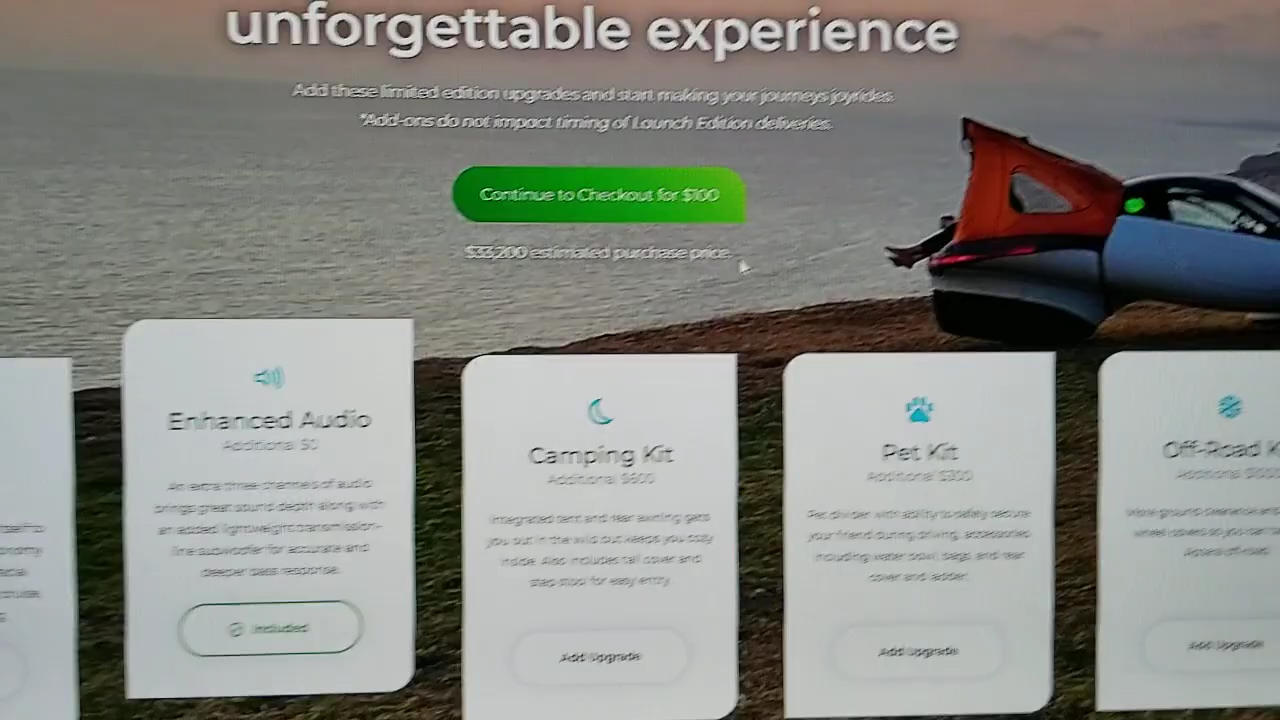 unforgettable experience
Add these limited edition upgrades and start making your journeys joyrides.
*Add-ons do not impact timing of Launch Edition deliveries.
Continue to Checkout for $100
$33,200 estimated purchase price.
Enhanced Audio
Additional $0
An extra three channels of audio
brings great sound depth along with
an added lightweight transmission-
line subwoofer for accurate and
deeper bass response.
Included
Camping Kit
Additional $600
Integrated tent and rear awning gets
you out in the wild but keeps you cozy
inside. Also includes tail cover and
step stool for easy entry.
Add Upgrade
Pet Kit
Additional $300
Pet divider with ability to safely secure
your friend during driving, accessories
including water bowl, bags, and rear
cover and ladder.
Add Upgrade
Off-Road K
Additional
More ground clearance and
wheel covers so you can
Add Upgrade